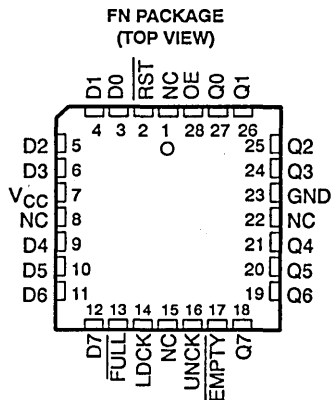 FN PACKAGE
(TOP VIEW)
D1 D0 RST NC OE Q0 Q1
4 3 2 1 28 27 26
D2 5 25 Q2
D3 6 24 Q3
VCC 7 23 GND
NC 8 22 NC
D4 9 21 Q4
D5 10 20 Q5
D6 11 19 Q6
12 13 14 15 16 17 18
D7 FULL LDCK NC UNCK EMPTY Q7